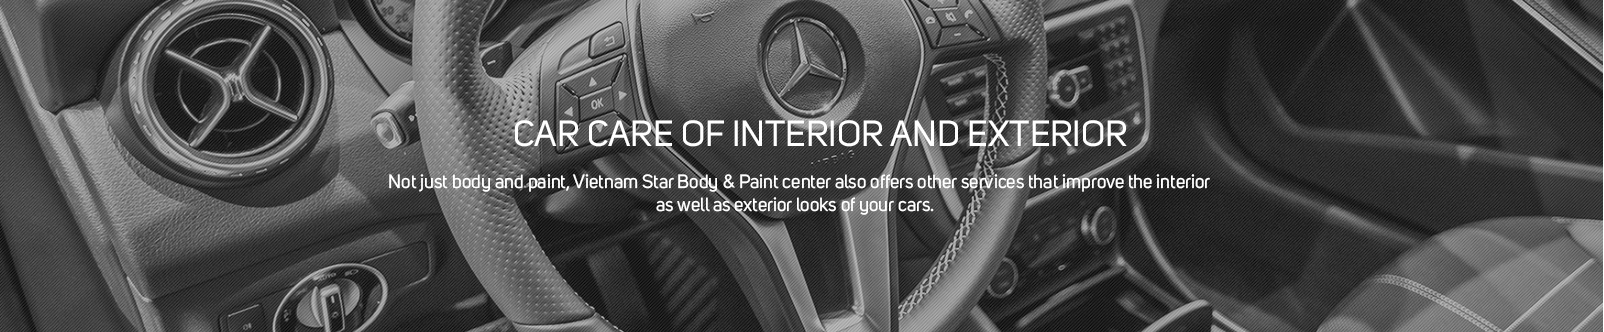 CAR CARE OF INTERIOR AND EXTERIOR
Not just body and paint, Vietnam Star Body & Paint center also offers other services that improve the interior
as well as exterior looks of your cars.
OK